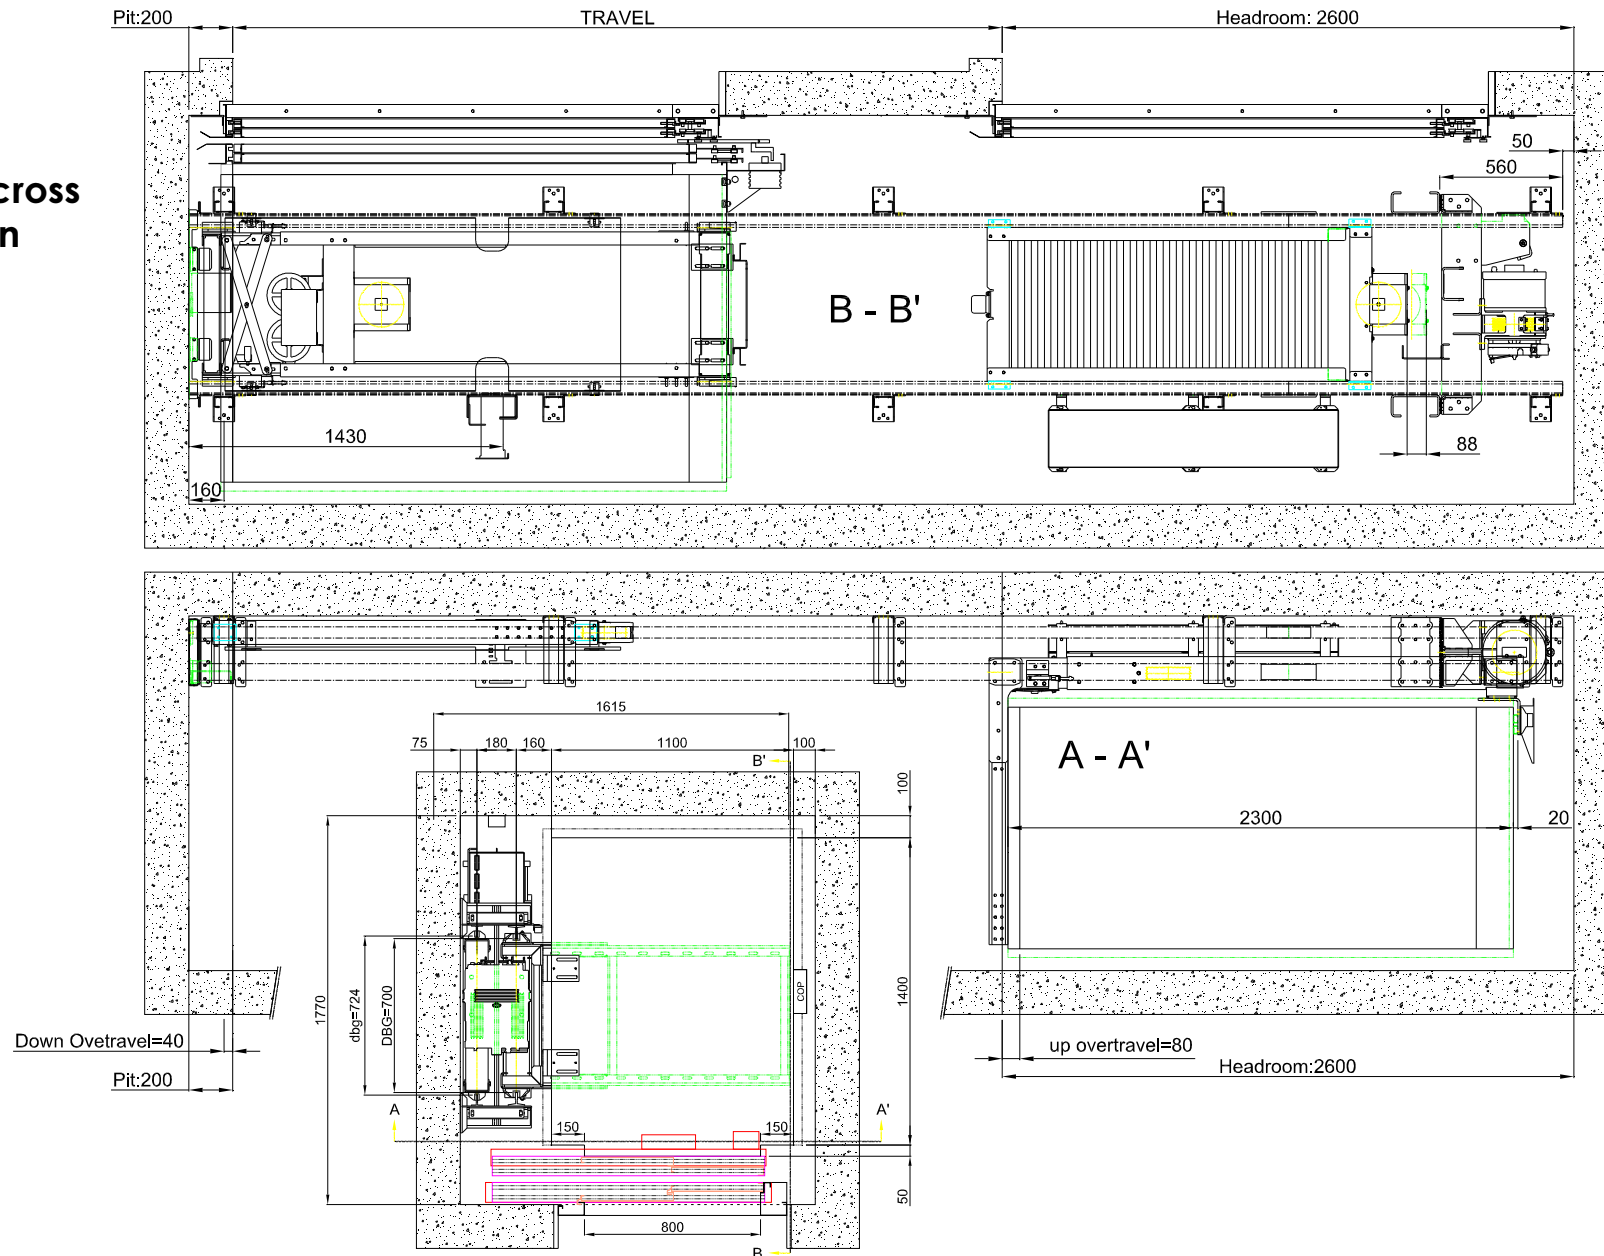 Pit:200
TRAVEL
Headroom: 2600
50
560
cross
n
B - B'
1430
88
160
1615
75
180
160
1100
100
B'
100
A - A'
2300
20
1770
dbg=724
DBG=700
COP
1400
Down Ovetravel=40
up overtravel=80
Pit:200
Headroom:2600
A
A'
150
150
50
800
B